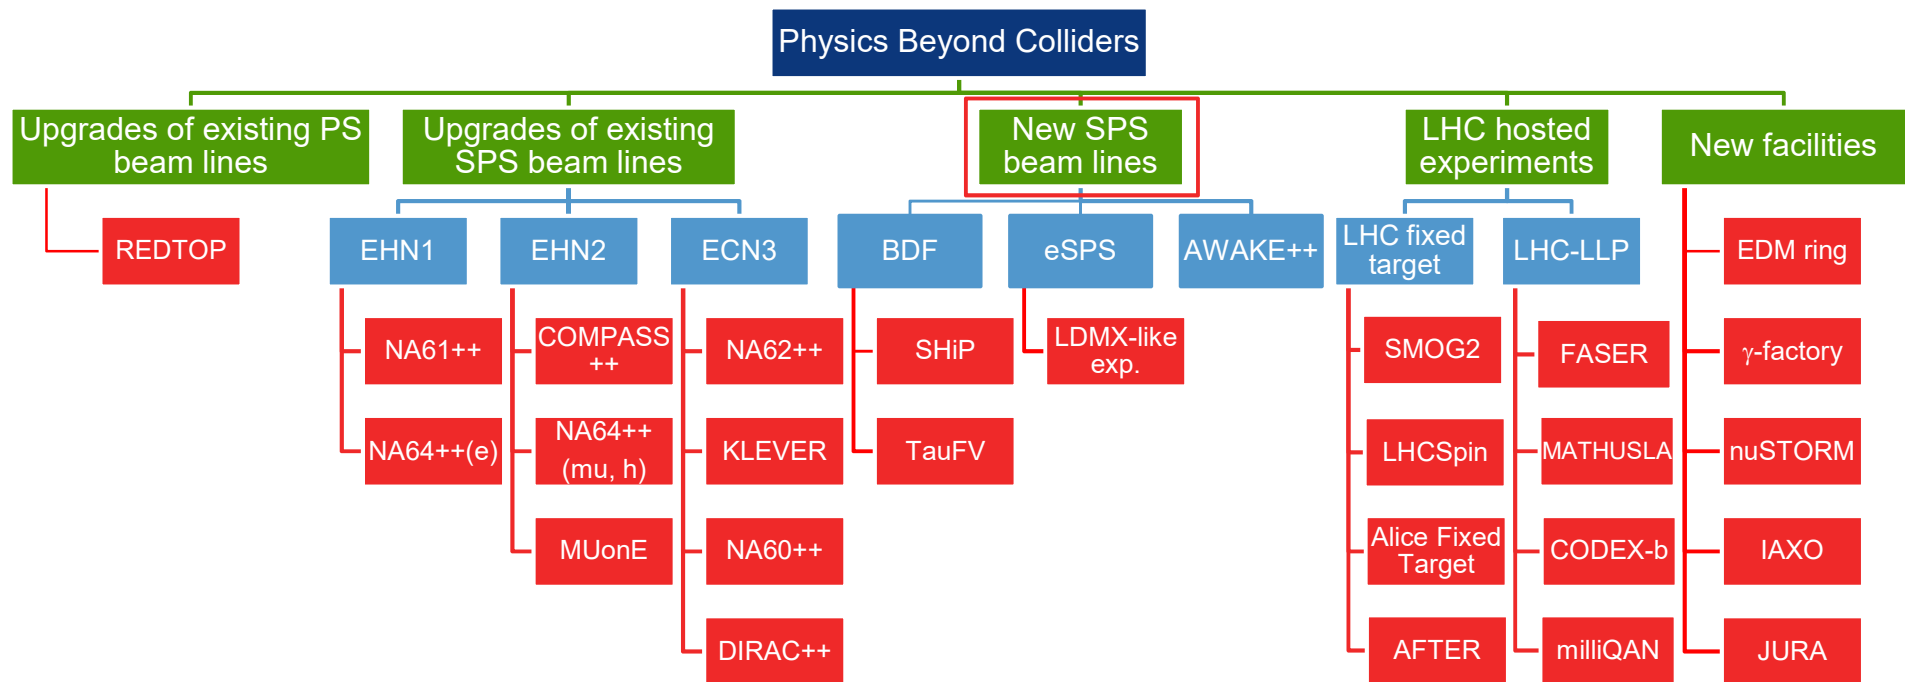 Physics Beyond Colliders
Upgrades of existing PS
beam lines
Upgrades of existing
SPS beam lines
New SPS
beam lines
LHC hosted
experiments
New facilities
REDTOP
EHN1
EHN2
ECN3
BDF
eSPS
AWAKE++
LHC fixed
target
LHC-LLP
EDM ring
NA61++
COMPASS
++
NA62++
SHiP
LDMX-like
exp.
SMOG2
FASER
γ-factory
NA64++(e)
NA64++
(mu, h)
KLEVER
TauFV
LHCSpin
MATHUSLA
nuSTORM
MUonE
NA60++
Alice Fixed
Target
CODEX-b
IAXO
DIRAC++
AFTER
milliQAN
JURA